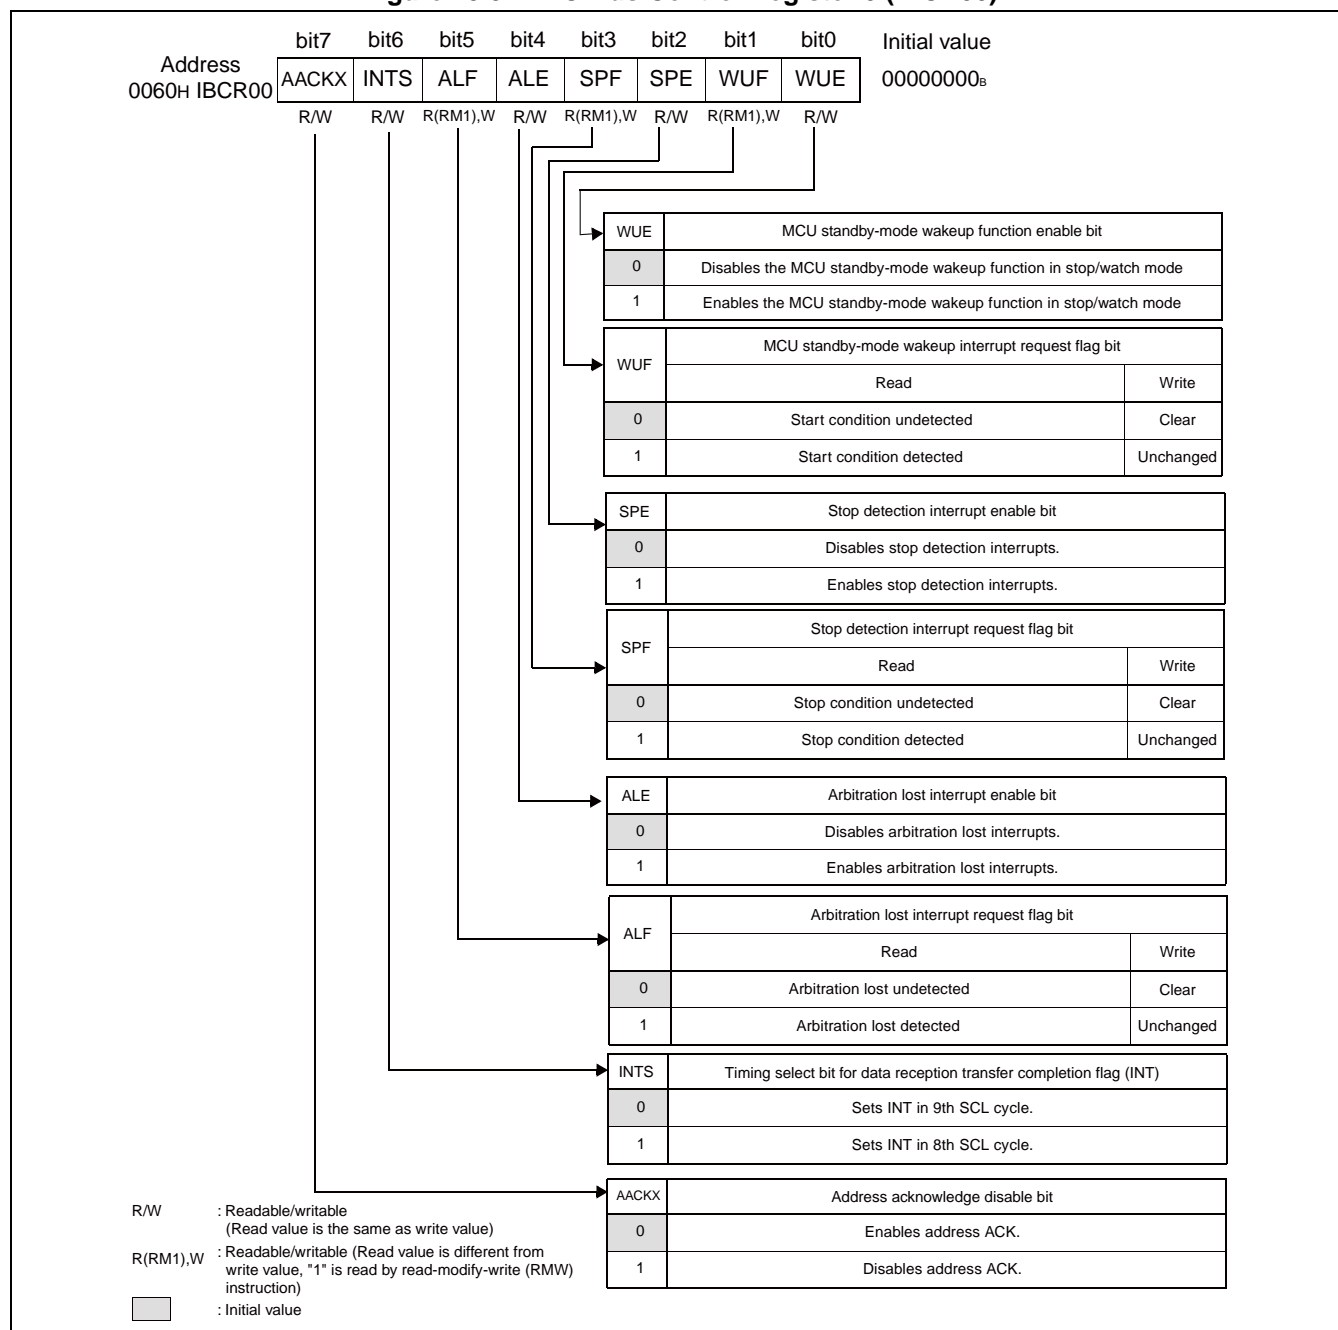 bit7 bit6 bit5 bit4 bit3 bit2 bit1 bit0 Initial value
Address
0060H IBCR00 AACKX INTS ALF ALE SPF SPE WUF WUE 00000000B
R/W R/W R(RM1),W R/W R(RM1),W R/W R(RM1),W R/W
WUE MCU standby-mode wakeup function enable bit
0 Disables the MCU standby-mode wakeup function in stop/watch mode
1 Enables the MCU standby-mode wakeup function in stop/watch mode
WUF MCU standby-mode wakeup interrupt request flag bit
Read Write
0 Start condition undetected Clear
1 Start condition detected Unchanged
SPE Stop detection interrupt enable bit
0 Disables stop detection interrupts.
1 Enables stop detection interrupts.
SPF Stop detection interrupt request flag bit
Read Write
0 Stop condition undetected Clear
1 Stop condition detected Unchanged
ALE Arbitration lost interrupt enable bit
0 Disables arbitration lost interrupts.
1 Enables arbitration lost interrupts.
ALF Arbitration lost interrupt request flag bit
Read Write
0 Arbitration lost undetected Clear
1 Arbitration lost detected Unchanged
INTS Timing select bit for data reception transfer completion flag (INT)
0 Sets INT in 9th SCL cycle.
1 Sets INT in 8th SCL cycle.
AACKX Address acknowledge disable bit
0 Enables address ACK.
1 Disables address ACK.
R/W : Readable/writable
(Read value is the same as write value)
R(RM1),W : Readable/writable (Read value is different from
write value, "1" is read by read-modify-write (RMW)
instruction)
: Initial value